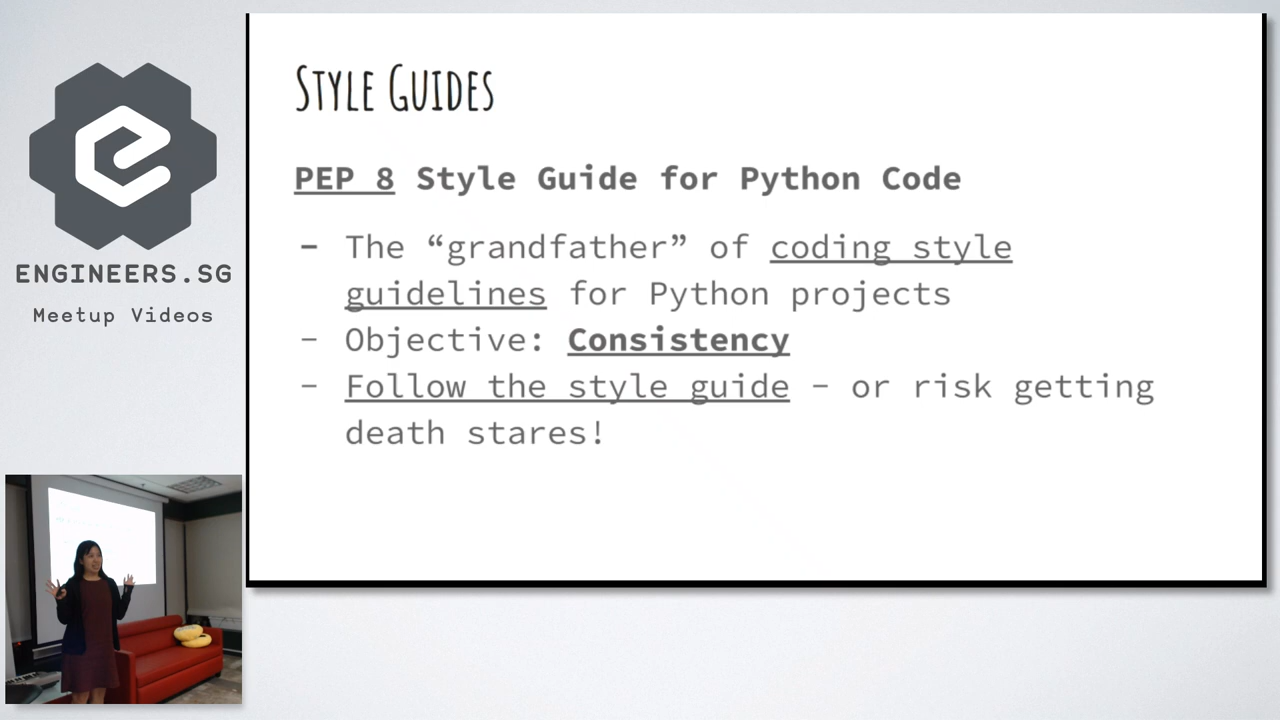 STYLE GUIDES
PEP 8 Style Guide for Python Code
- The “grandfather” of coding style
guidelines for Python projects
- Objective: Consistency
- Follow the style guide - or risk getting
death stares!
ENGINEERS.SG
Meetup Videos